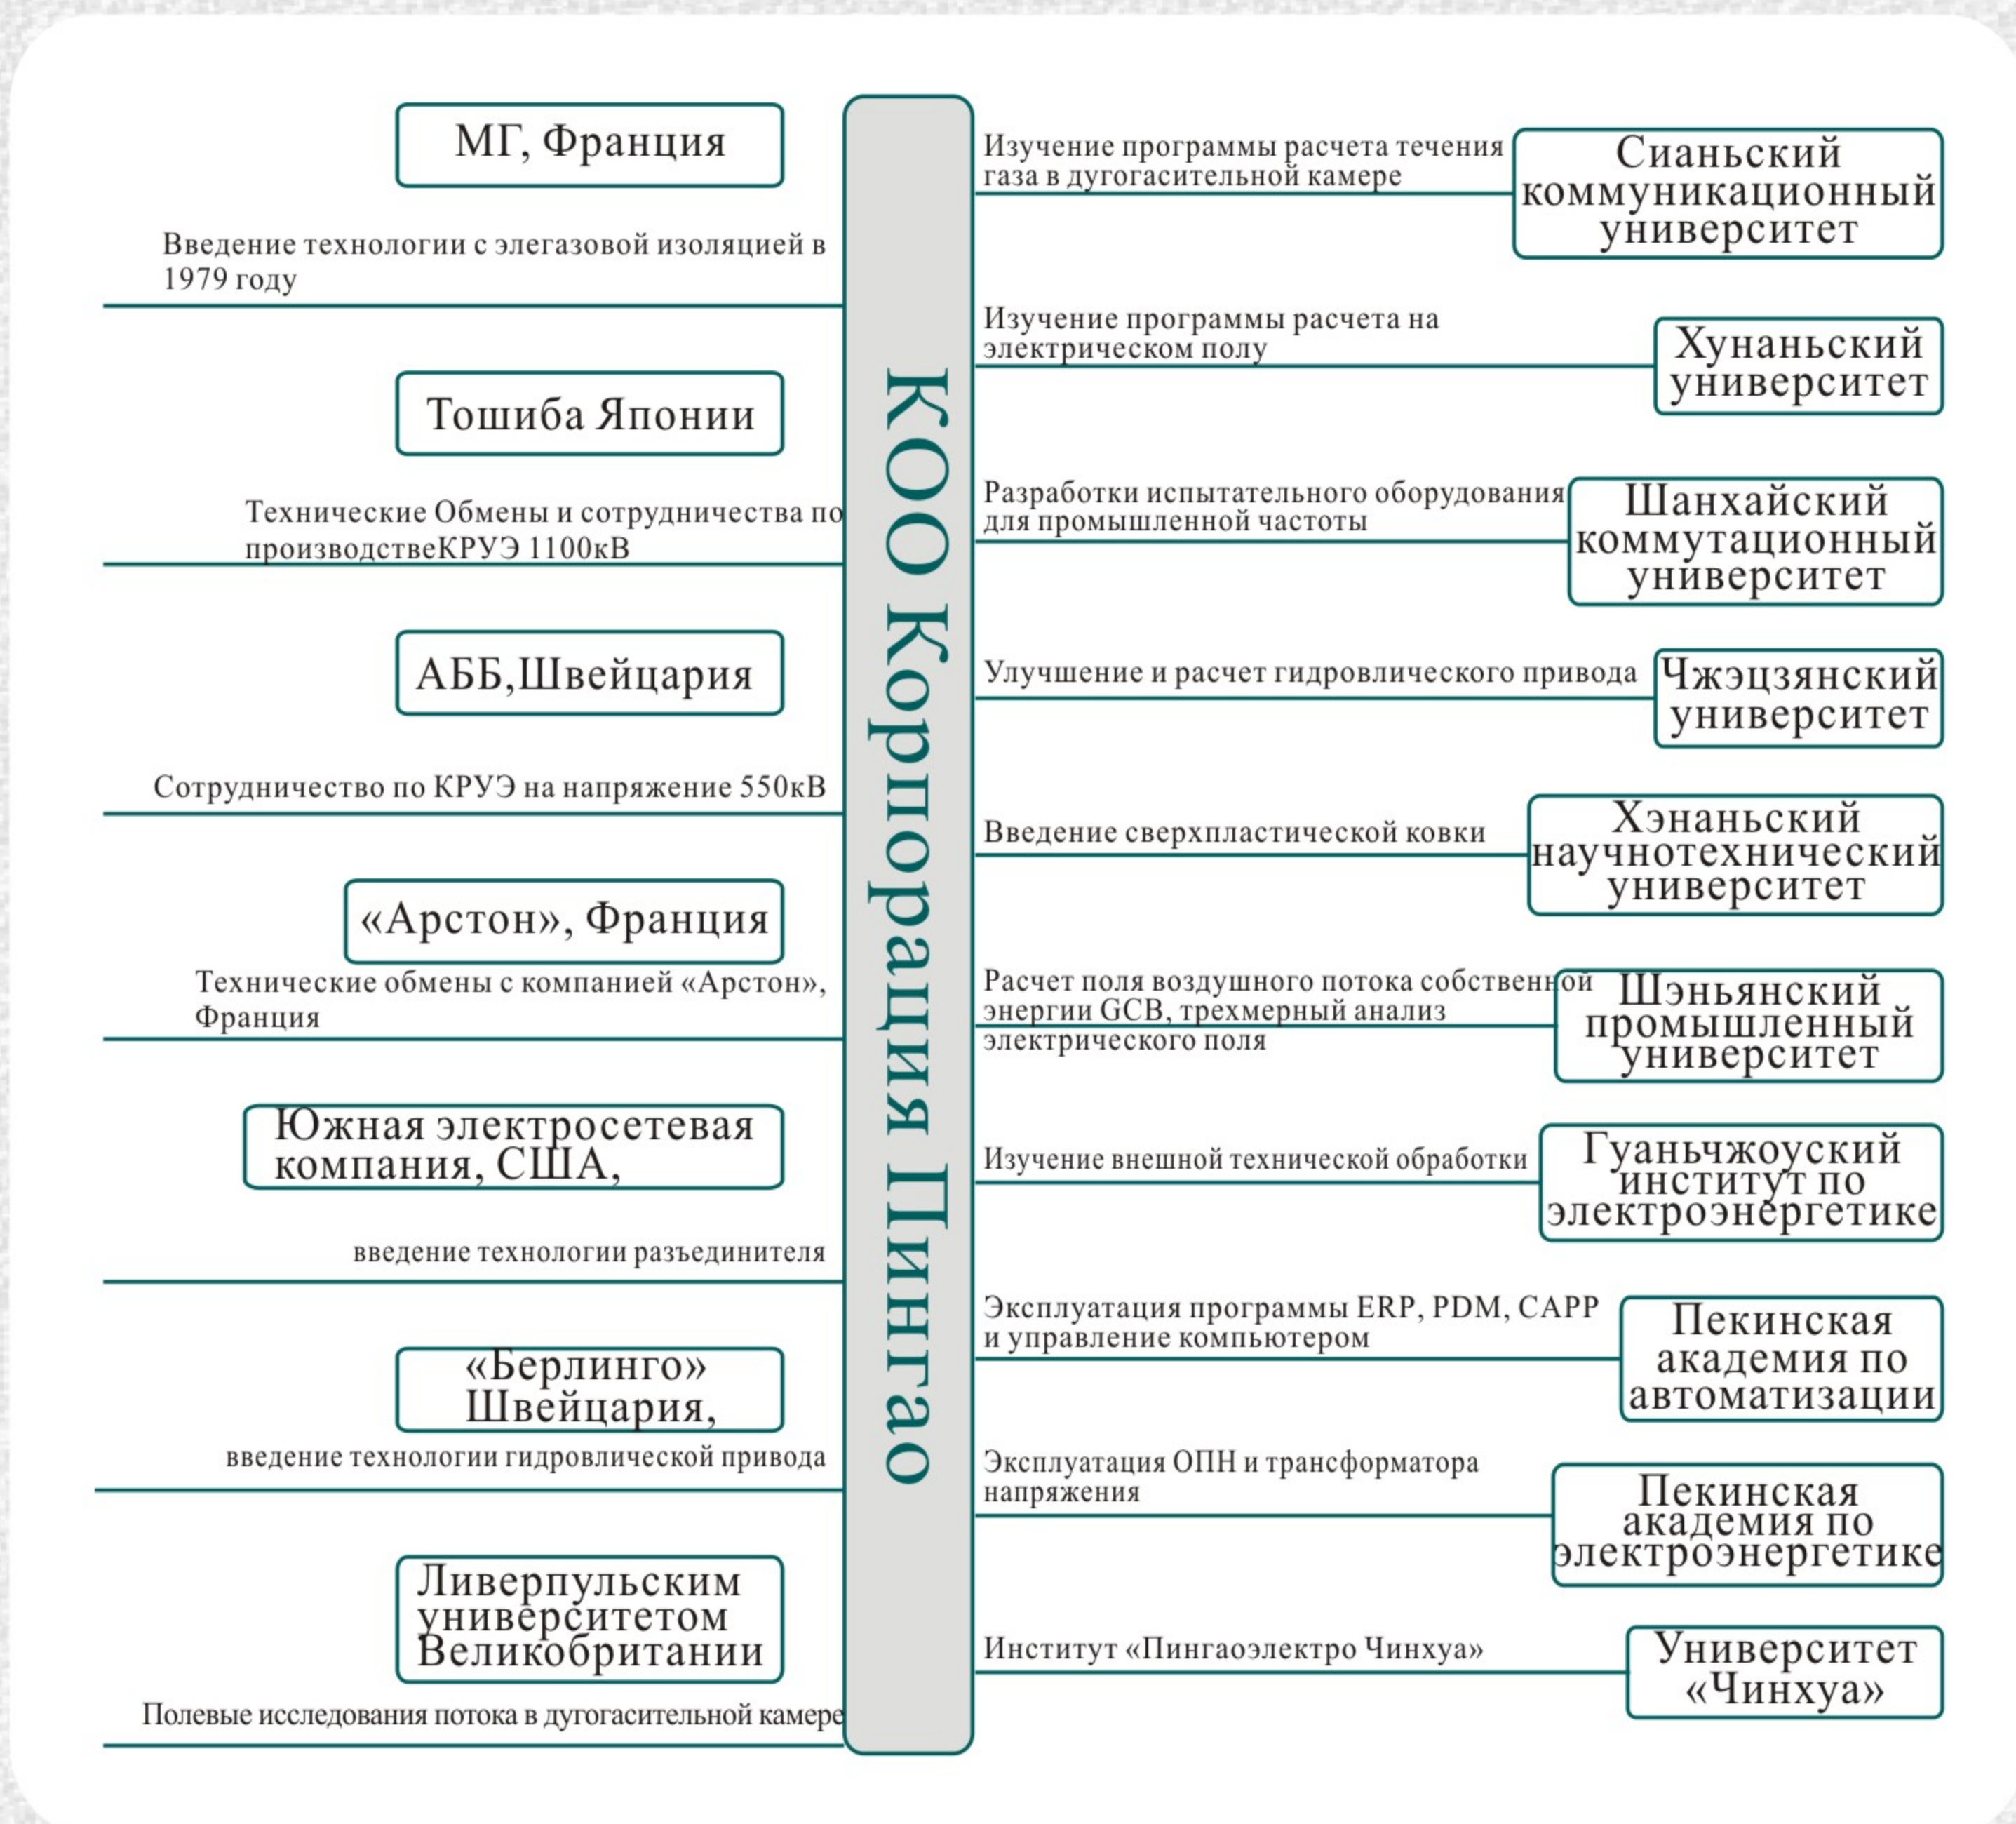 МГ, Франция
Введение технологии с элегазовой изоляцией в
1979 году
Тошиба Японии
Технические Обмены и сотрудничества по
производствеКРУЭ 1100кВ
АББ,Швейцария
Сотрудничество по КРУЭ на напряжение 550кВ
«Арстон», Франция
Технические обмены с компанией «Арстон»,
Франция
Южная электросетевая
компания, США,
введение технологии разъединителя
«Берлинго»
Швейцария,
введение технологии гидровлической привода
Ливерпульским
университетом
Великобритании
Полевые исследования потока в дугогасительной камере
КОО Корпорация Пингао
Изучение программы расчета течения
газа в дугогасительной камере
Сианьский
коммуникационный
университет
Изучение программы расчета на
электрическом полу
Хунаньский
университет
Разработки испытательного оборудования
для промышленной частоты
Шанхайский
коммутационный
университет
Улучшение и расчет гидровлического привода
Чжэцзянский
университет
Введение сверхпластической ковки
Хэнаньский
научнотехнический
университет
Расчет поля воздушного потока собственной
энергии GCB, трехмерный анализ
электрического поля
Шэньянский
промышленный
университет
Изучение внешной технической обработки
Гуаньчжоуский
институт по
электроэнергетике
Эксплуатация программы ERP, PDM, CAPP
и управление компьютером
Пекинская
академия по
автоматизации
Эксплуатация ОПН и трансформатора
напряжения
Пекинская
академия по
электроэнергетике
Институт «Пингаоэлектро Чинхуа»
Университет
«Чинхуа»